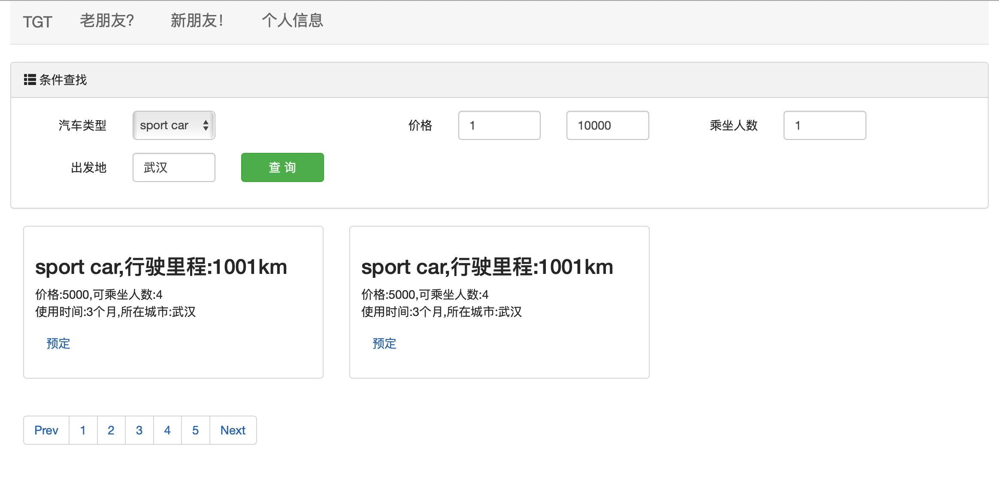 TGT 老朋友? 新朋友! 个人信息
条件查找
汽车类型 sport car 价格 1 10000 乘坐人数 1
出发地 武汉 查 询
sport car,行驶里程:1001km
价格:5000,可乘坐人数:4
使用时间:3个月,所在城市:武汉
预定
sport car,行驶里程:1001km
价格:5000,可乘坐人数:4
使用时间:3个月,所在城市:武汉
预定
Prev 1 2 3 4 5 Next